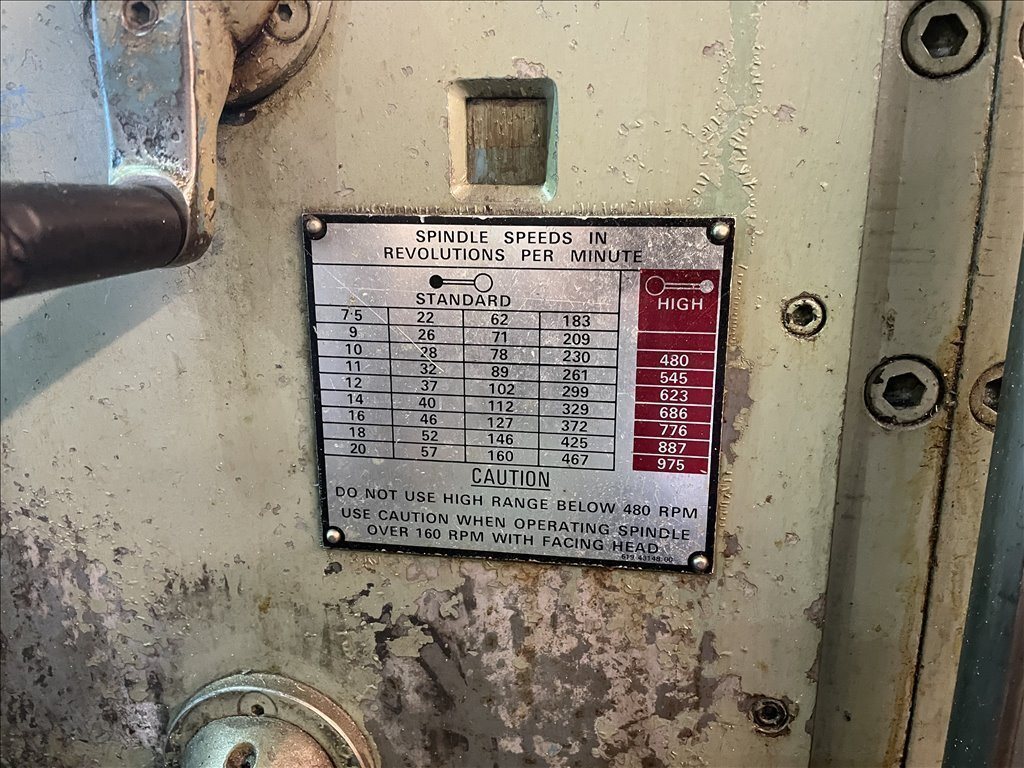 SPINDLE SPEEDS IN
REVOLUTIONS PER MINUTE
STANDARD
HIGH
7·5 22 62 183
9 26 71 209
10 28 78 230 480
11 32 89 261 545
12 37 102 299 623
14 40 112 329 686
16 46 127 372 776
18 52 146 425 887
20 57 160 467 975
CAUTION
DO NOT USE HIGH RANGE BELOW 480 RPM
USE CAUTION WHEN OPERATING SPINDLE
OVER 160 RPM WITH FACING HEAD